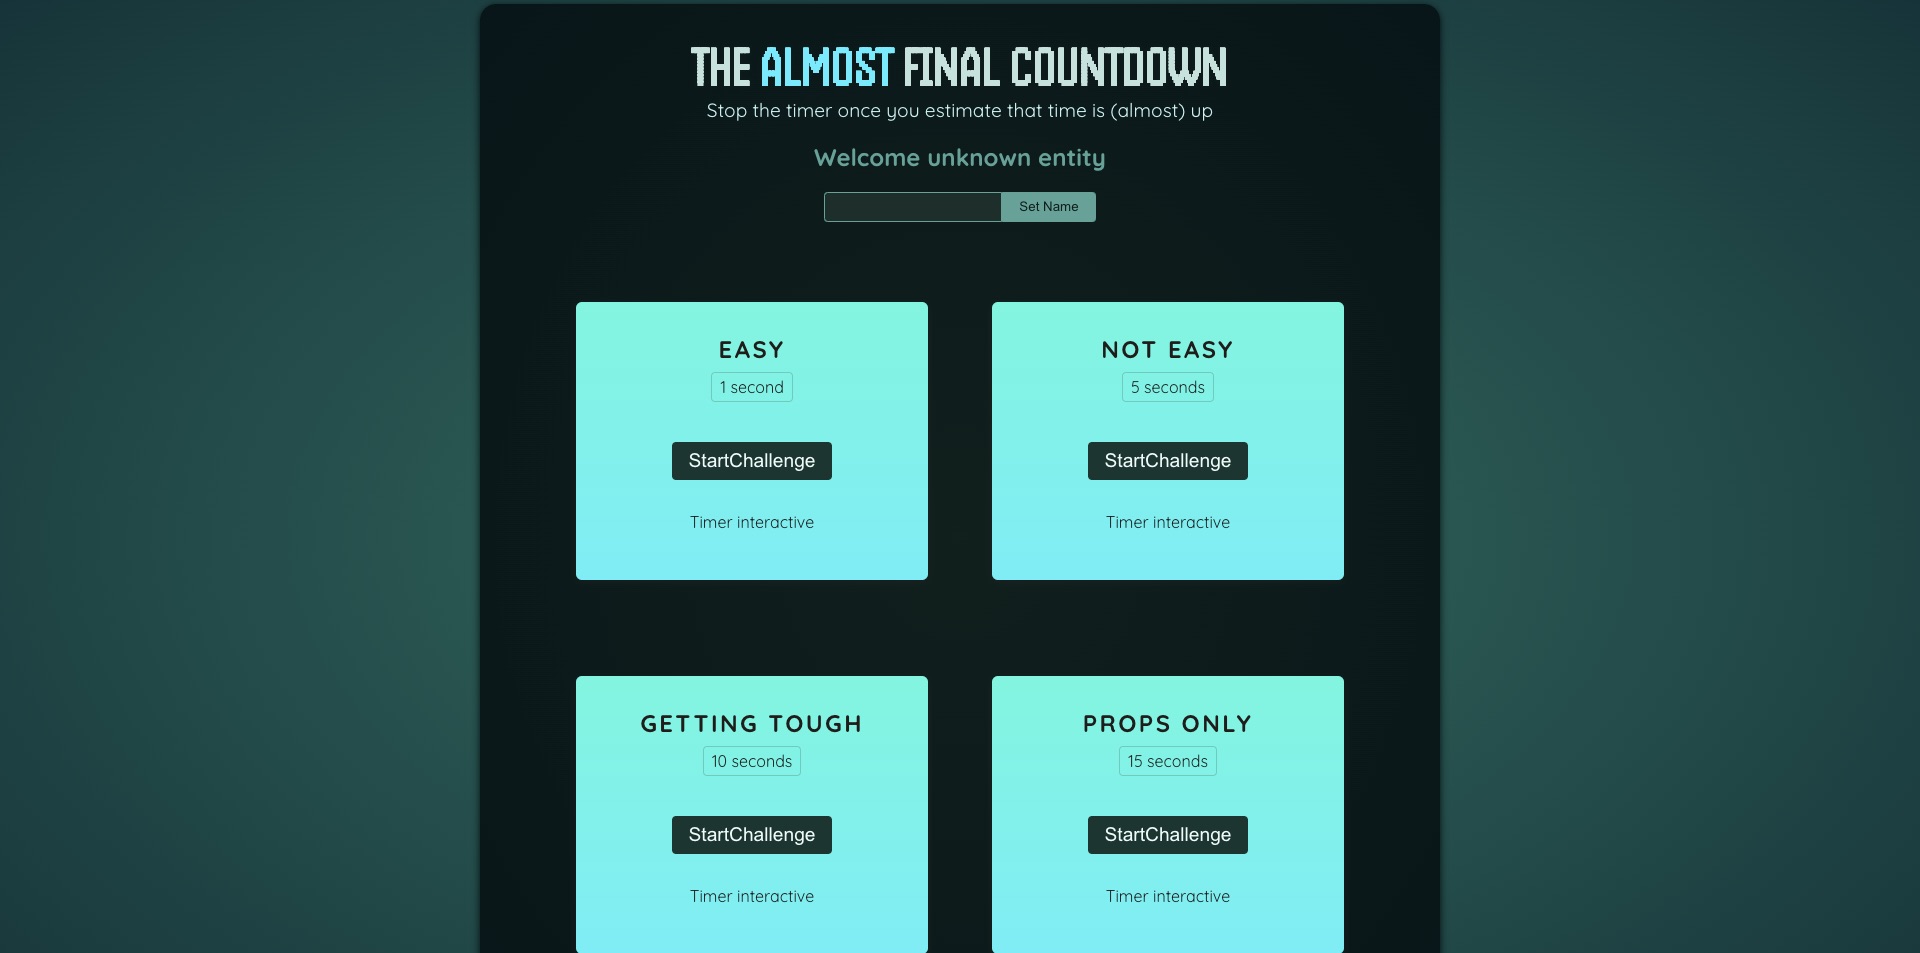 THE ALMOST FINAL COUNTDOWN
Stop the timer once you estimate that time is (almost) up
Welcome unknown entity
Set Name
EASY
1 second
StartChallenge
Timer interactive
NOT EASY
5 seconds
StartChallenge
Timer interactive
GETTING TOUGH
10 seconds
StartChallenge
Timer interactive
PROPS ONLY
15 seconds
StartChallenge
Timer interactive